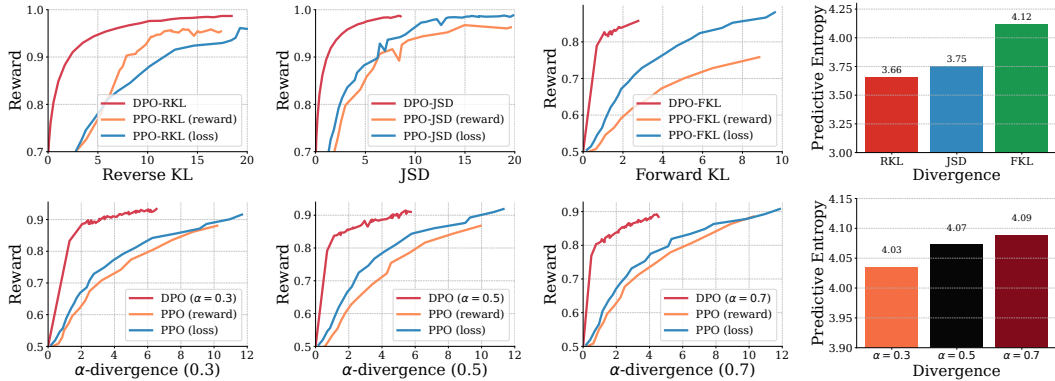 1.0
0.9
0.8
0.7
Reward
DPO-RKL
PPO-RKL (reward)
PPO-RKL (loss)
0 5 10 15 20
Reverse KL
1.0
0.9
0.8
0.7
Reward
DPO-JSD
PPO-JSD (reward)
PPO-JSD (loss)
0 5 10 15 20
JSD
0.8
0.7
0.6
0.5
Reward
DPO-FKL
PPO-FKL (reward)
PPO-FKL (loss)
0 2 4 6 8 10
Forward KL
4.25
4.00
3.75
3.50
3.25
3.00
Predictive Entropy
3.66
3.75
4.12
RKL JSD FKL
Divergence
0.9
0.8
0.7
0.6
0.5
Reward
DPO (α = 0.3)
PPO (reward)
PPO (loss)
0 2 4 6 8 10 12
α-divergence (0.3)
0.9
0.8
0.7
0.6
0.5
Reward
DPO (α = 0.5)
PPO (reward)
PPO (loss)
0 2 4 6 8 10 12
α-divergence (0.5)
0.9
0.8
0.7
0.6
0.5
Reward
DPO (α = 0.7)
PPO (reward)
PPO (loss)
0 2 4 6 8 10 12
α-divergence (0.7)
4.15
4.10
4.05
4.00
3.95
3.90
Predictive Entropy
4.03
4.07
4.09
α = 0.3 α = 0.5 α = 0.7
Divergence